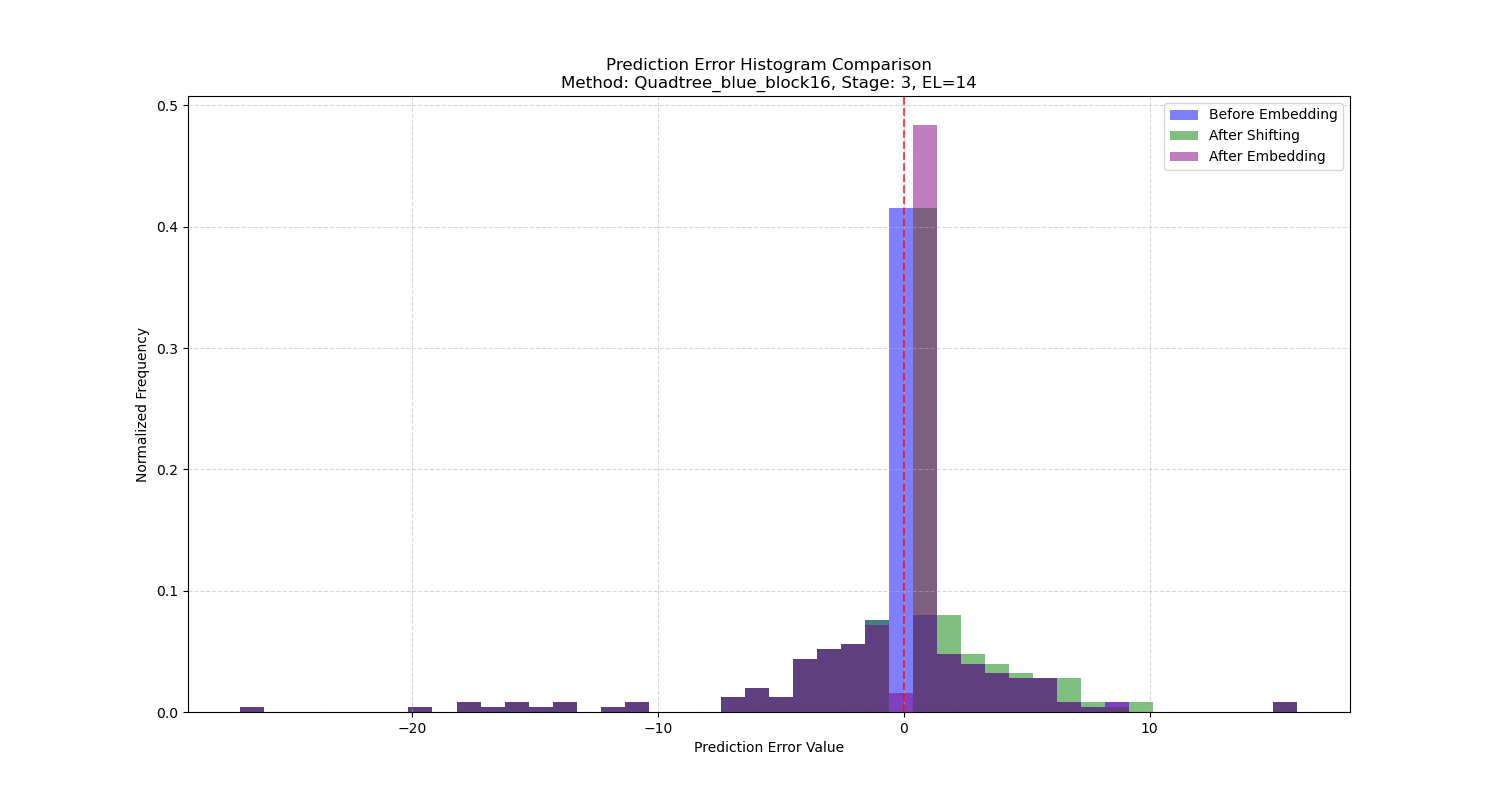 Prediction Error Histogram Comparison
Method: Quadtree_blue_block16, Stage: 3, EL=14
Before Embedding
After Shifting
After Embedding
Normalized Frequency
0.5
0.4
0.3
0.2
0.1
0.0
−20
−10
0
10
Prediction Error Value